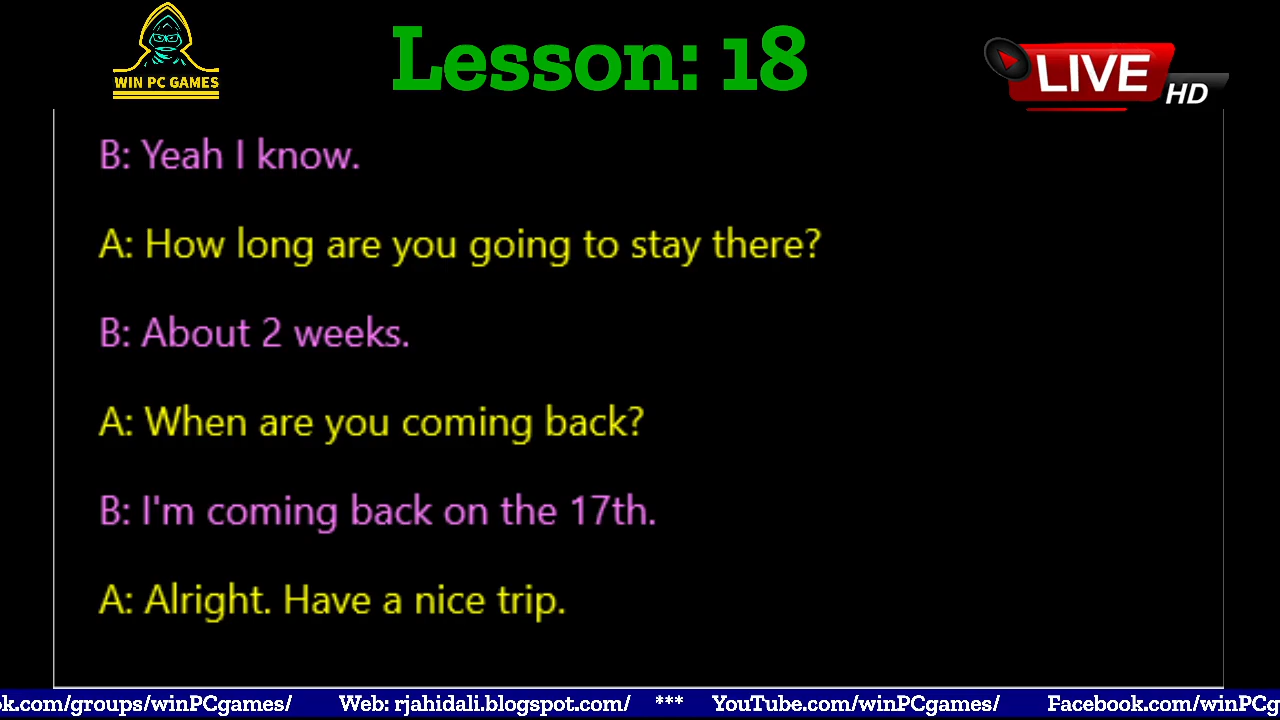 WIN PC GAMES
Lesson: 18
LIVE
HD
B: Yeah I know.
A: How long are you going to stay there?
B: About 2 weeks.
A: When are you coming back?
B: I'm coming back on the 17th.
A: Alright. Have a nice trip.
ok.com/groups/winPCgames/ Web: rjahidali.blogspot.com/ *** YouTube.com/winPCgames/ Facebook.com/winPCg